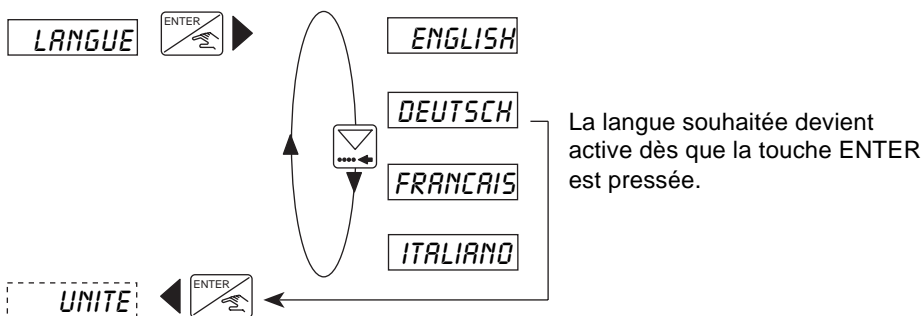 LANGUE
ENTER
ENGLISH
DEUTSCH
FRANCAIS
ITALIANO
La langue souhaitée devient
active dès que la touche ENTER
est pressée.
UNITE
ENTER